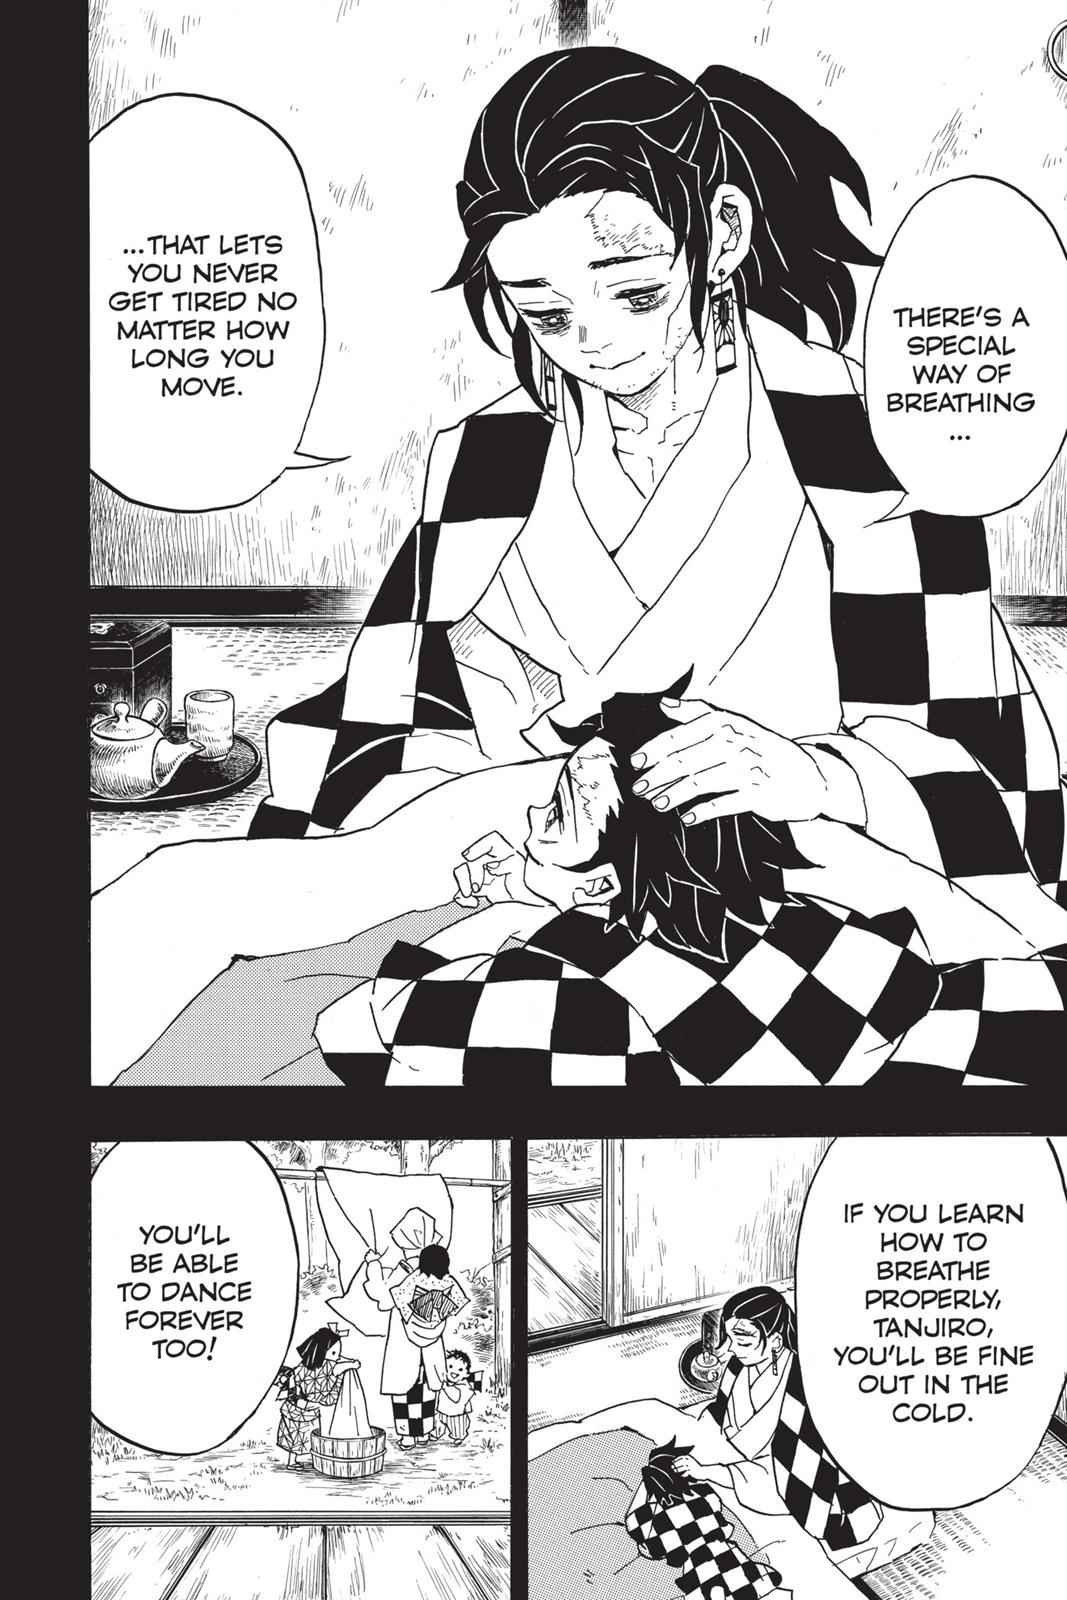 THERE'S A
SPECIAL
WAY OF
BREATHING
...
...THAT LETS
YOU NEVER
GET TIRED NO
MATTER HOW
LONG YOU
MOVE.
IF YOU LEARN
HOW TO
BREATHE
PROPERLY,
TANJIRO,
YOU'LL BE FINE
OUT IN THE
COLD.
YOU'LL
BE ABLE
TO DANCE
FOREVER
TOO!